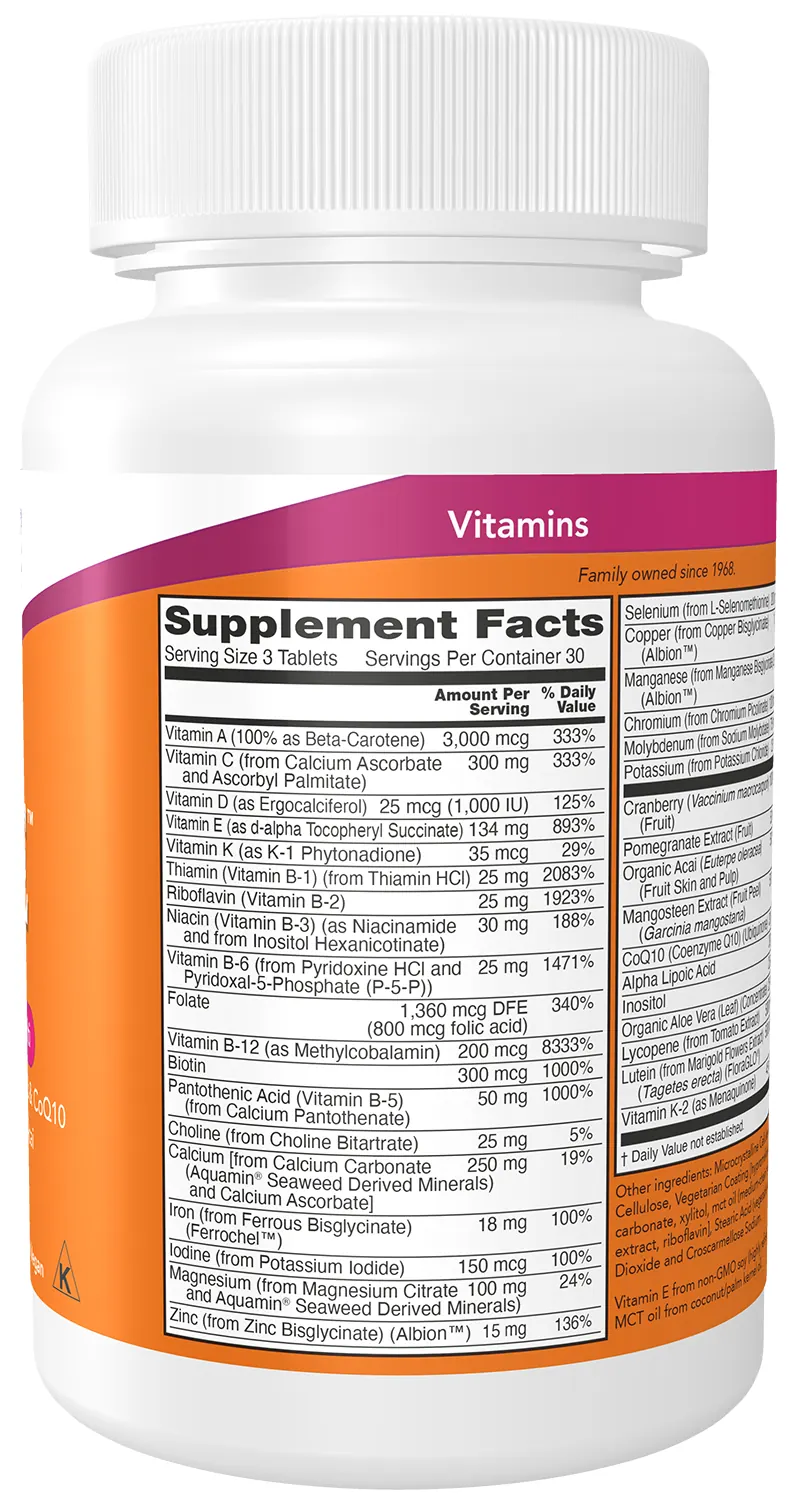 Vitamins
Family owned since 1968.
Supplement Facts
Serving Size 3 Tablets Servings Per Container 30
Amount Per Serving % Daily Value
Vitamin A (100% as Beta-Carotene) 3,000 mcg 333%
Vitamin C (from Calcium Ascorbate 300 mg 333%
and Ascorbyl Palmitate)
Vitamin D (as Ergocalciferol) 25 mcg (1,000 IU) 125%
Vitamin E (as d-alpha Tocopheryl Succinate) 134 mg 893%
Vitamin K (as K-1 Phytonadione) 35 mcg 29%
Thiamin (Vitamin B-1) (from Thiamin HCl) 25 mg 2083%
Riboflavin (Vitamin B-2) 25 mg 1923%
Niacin (Vitamin B-3) (as Niacinamide 30 mg 188%
and from Inositol Hexanicotinate)
Vitamin B-6 (from Pyridoxine HCl and 25 mg 1471%
Pyridoxal-5-Phosphate (P-5-P))
Folate 1,360 mcg DFE 340%
(800 mcg folic acid)
Vitamin B-12 (as Methylcobalamin) 200 mcg 8333%
Biotin 300 mcg 1000%
Pantothenic Acid (Vitamin B-5) 50 mg 1000%
(from Calcium Pantothenate)
Choline (from Choline Bitartrate) 25 mg 5%
Calcium [from Calcium Carbonate 250 mg 19%
(Aquamin® Seaweed Derived Minerals)
and Calcium Ascorbate]
Iron (from Ferrous Bisglycinate) 18 mg 100%
(Ferrochel™)
Iodine (from Potassium Iodide) 150 mcg 100%
Magnesium (from Magnesium Citrate 100 mg 24%
and Aquamin® Seaweed Derived Minerals)
Zinc (from Zinc Bisglycinate) (Albion™) 15 mg 136%
Selenium (from L-Selenomethionine)
Copper (from Copper Bisglycinate)
(Albion™)
Manganese (from Manganese Bisglycinate)
(Albion™)
Chromium (from Chromium Picolinate)
Molybdenum (from Sodium Molybdate)
Potassium (from Potassium Chloride)
Cranberry (Vaccinium macrocarpon)
(Fruit)
Pomegranate Extract (Fruit)
Organic Acai (Euterpe oleracea)
(Fruit Skin and Pulp)
Mangosteen Extract (Fruit Peel)
(Garcinia mangostana)
CoQ10 (Coenzyme Q10)
Alpha Lipoic Acid
Inositol
Organic Aloe Vera (Leaf)
Lycopene (from Tomato Extract)
Lutein (from Marigold Flowers Extract)
(Tagetes erecta) (FloraGLO®)
Vitamin K-2 (as Menaquinone)
† Daily Value not established.
Other ingredients: Microcrystalline
Cellulose, Vegetarian Coating
carbonate, xylitol, mct oil
extract, riboflavin], Stearic Acid
Dioxide and Croscarmellose Sodium.
Vitamin E from non-GMO soy
MCT oil from coconut/palm kernel oil.
& CoQ10
K